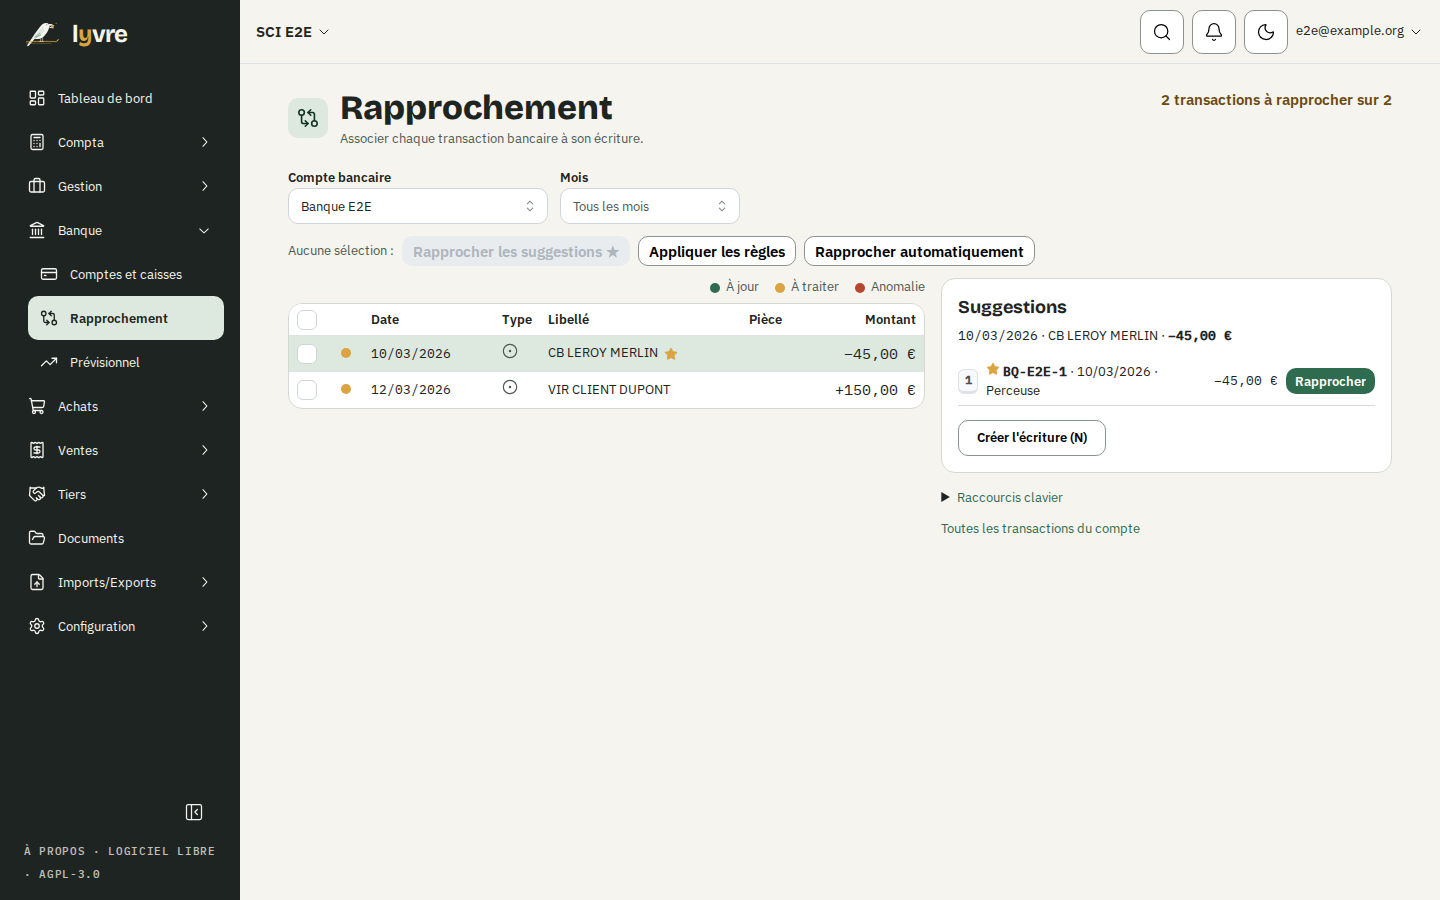 lyvre
Tableau de bord
Compta
Gestion
Banque
Comptes et caisses
Rapprochement
Prévisionnel
Achats
Ventes
Tiers
Documents
Imports/Exports
Configuration
À PROPOS · LOGICIEL LIBRE
· AGPL-3.0
SCI E2E
e2e@example.org
Rapprochement
Associer chaque transaction bancaire à son écriture.
2 transactions à rapprocher sur 2
Compte bancaire
Mois
Banque E2E
Tous les mois
Aucune sélection :
Rapprocher les suggestions ★
Appliquer les règles
Rapprocher automatiquement
À jour
À traiter
Anomalie
Date Type Libellé Pièce Montant
10/03/2026 CB LEROY MERLIN −45,00 €
12/03/2026 VIR CLIENT DUPONT +150,00 €
Suggestions
10/03/2026 · CB LEROY MERLIN · −45,00 €
1 BQ-E2E-1 · 10/03/2026 ·
Perceuse
−45,00 €
Rapprocher
Créer l'écriture (N)
Raccourcis clavier
Toutes les transactions du compte